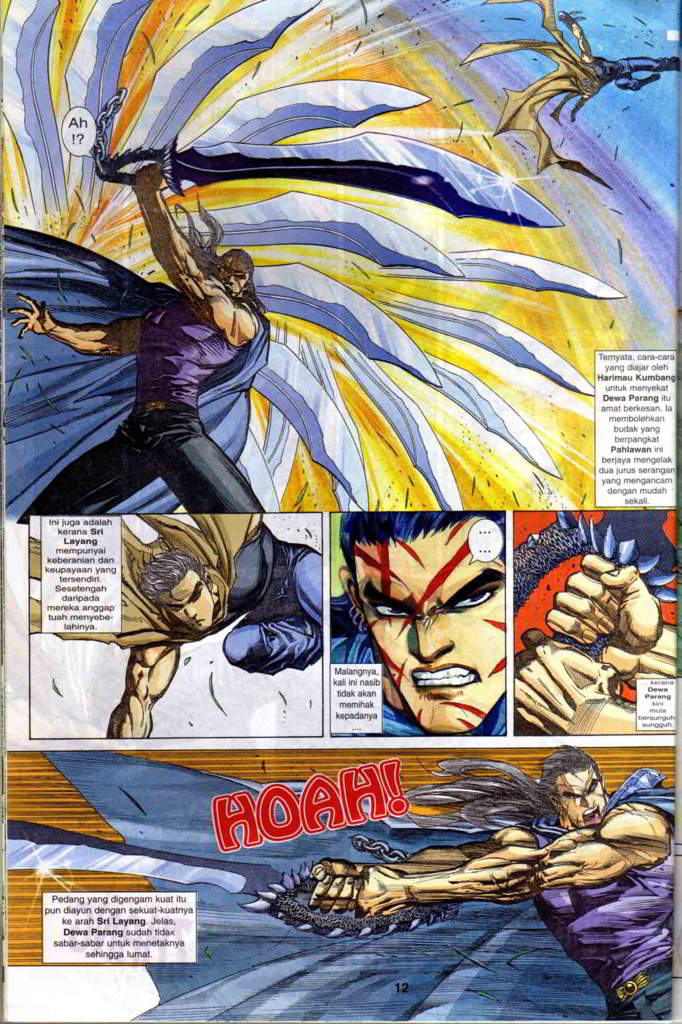 Ah
!?
Ternyata, cara-cara
yang diajar oleh
Harimau Kumbang
untuk menyekat
Dewa Parang itu
amat berkesan. Ia
membolehkan
budak yang
berpangkat
Pahlawan ini
berjaya mengelak
dua jurus serangan
yang mengancam
dengan mudah
sekali.
Ini juga adalah
kerana Sri
Layang
mempunyai
keberanian dan
keupayaan yang
tersendiri.
Sesetengah
daripada
mereka anggap
tuah menyebe-
lahinya.
...
...
Malangnya,
kali ini nasib
tidak akan
memihak
kepadanya
....
... kerana
Dewa
Parang
kini
mula
bersungguh
sungguh.
HOAH!
Pedang yang digengam kuat itu
pun diayun dengan sekuat-kuatnya
ke arah Sri Layang. Jelas,
Dewa Parang sudah tidak
sabar-sabar untuk menetaknya
sehingga lumat.
12